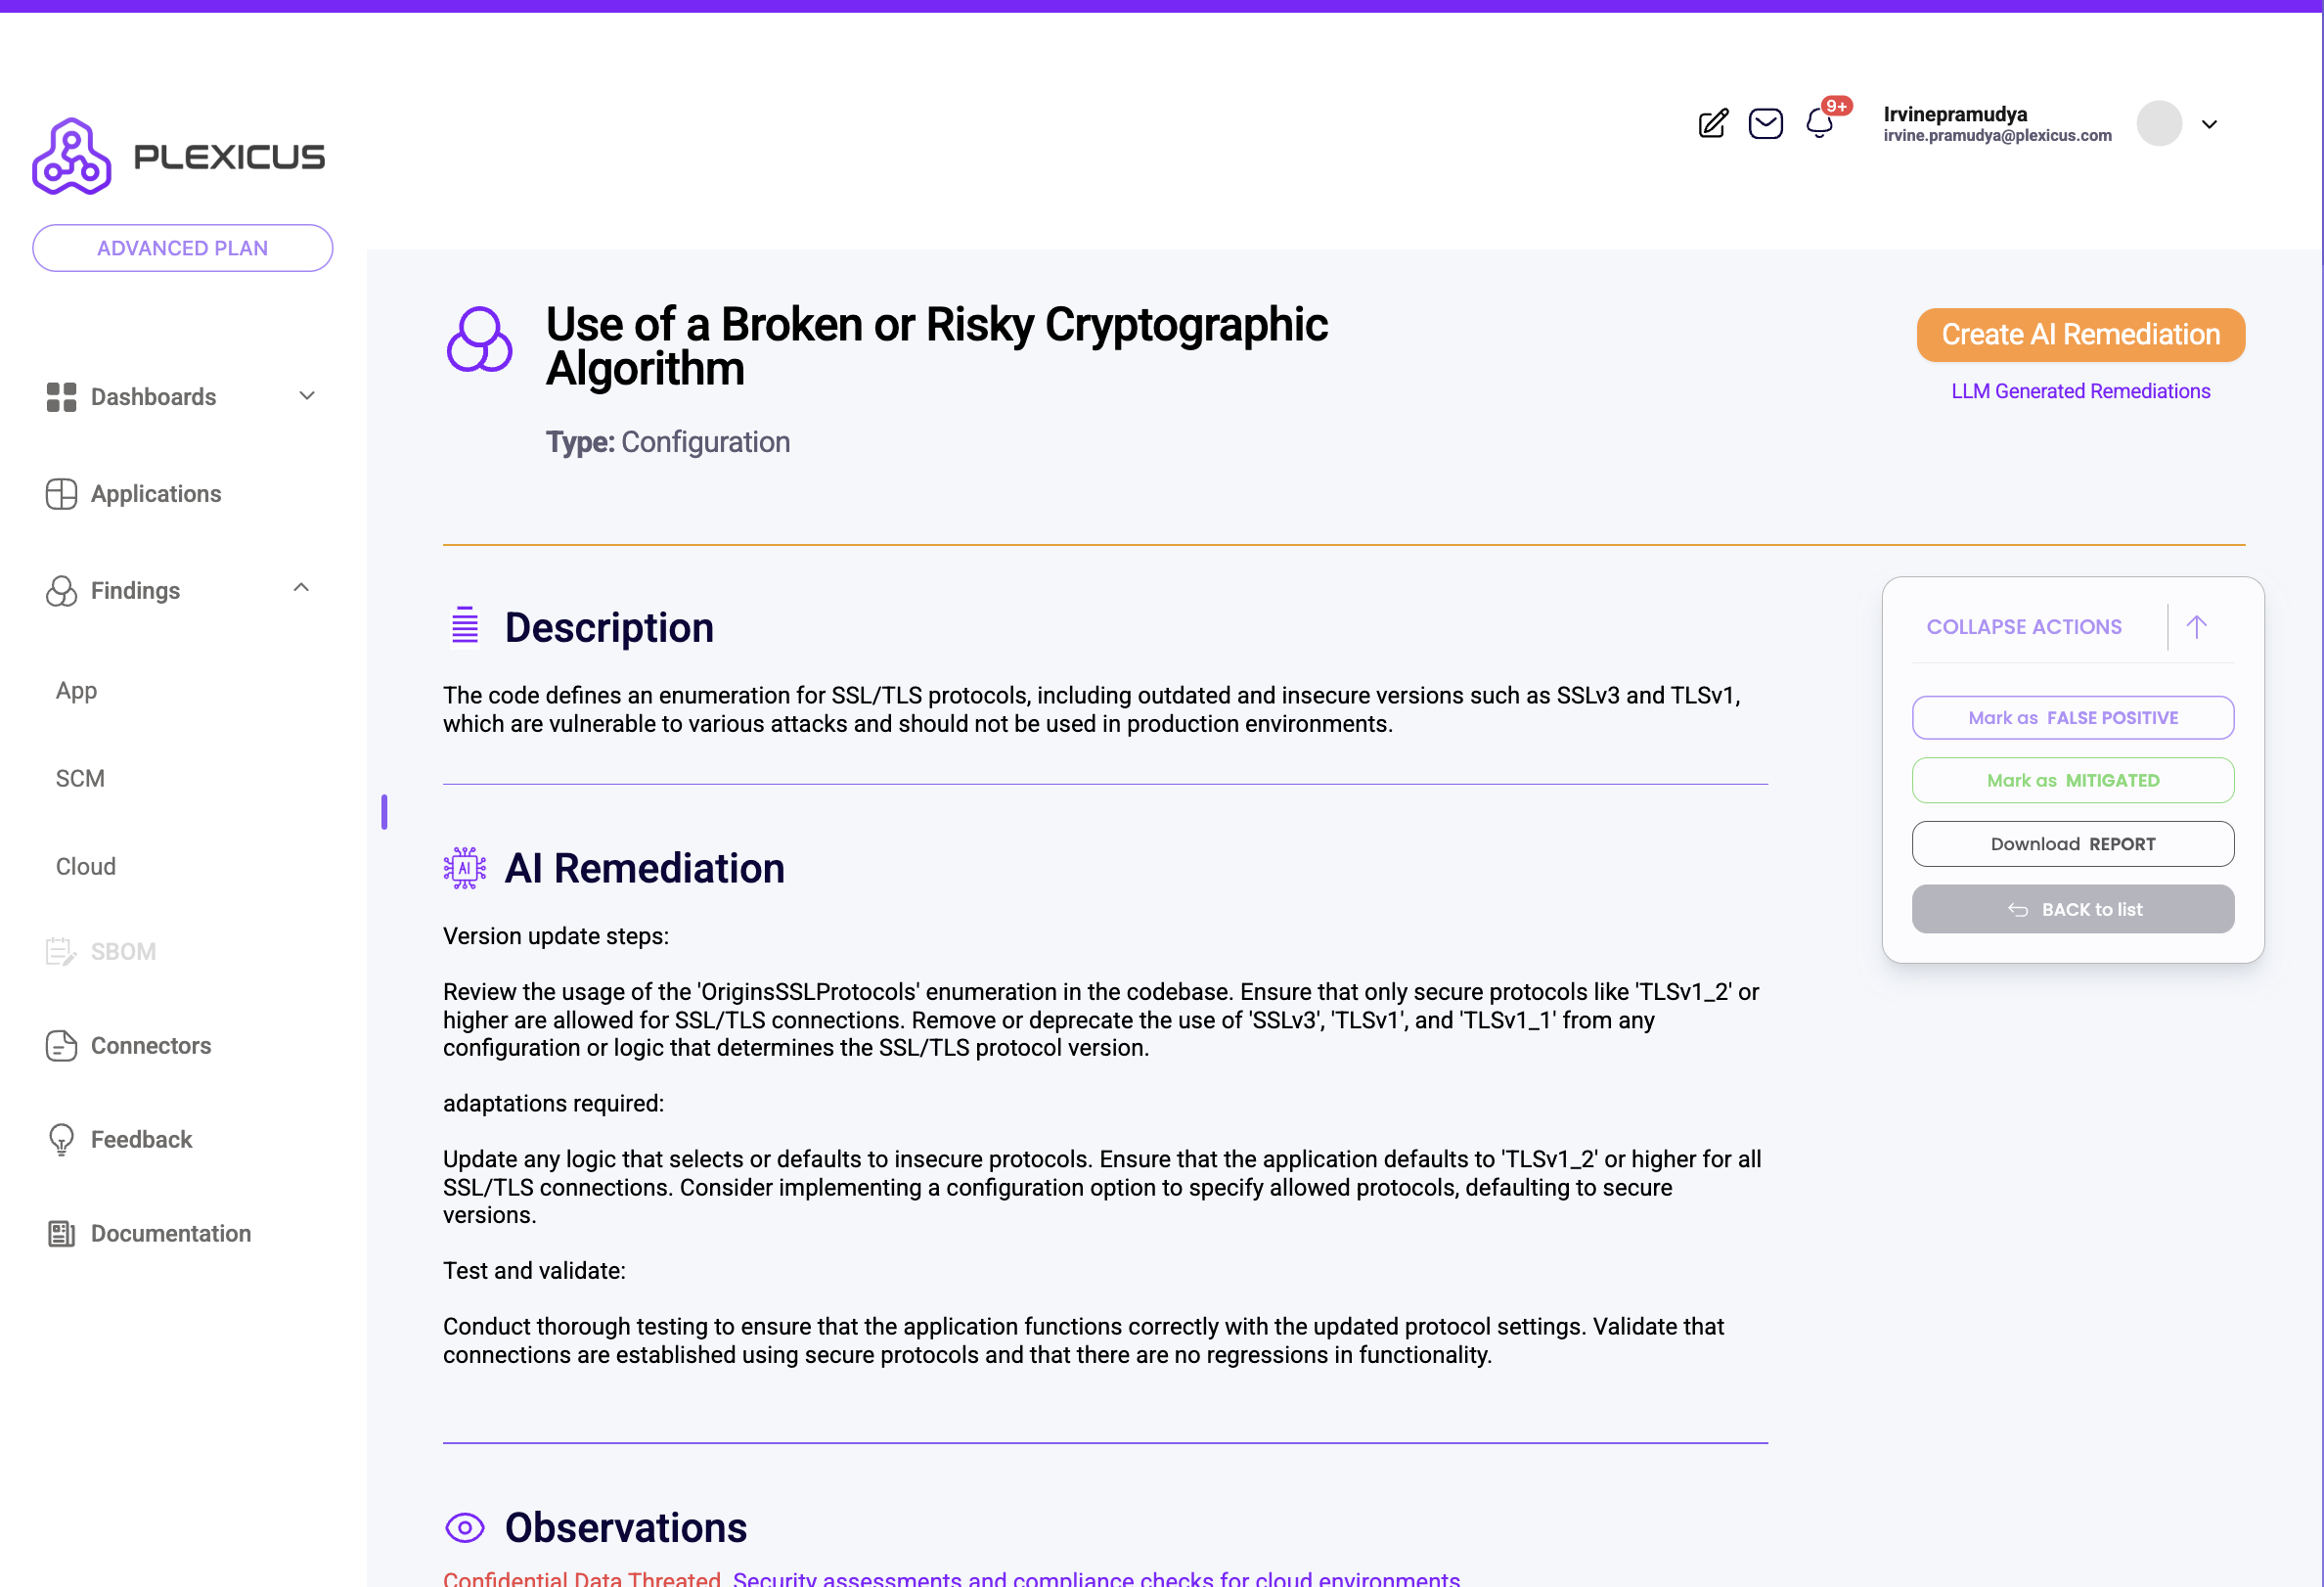 PLEXICUS
ADVANCED PLAN
Dashboards
Applications
Findings
App
SCM
Cloud
SBOM
Connectors
Feedback
Documentation
9+
Irvinepramudya
irvine.pramudya@plexicus.com
Use of a Broken or Risky Cryptographic
Algorithm
Type: Configuration
Create AI Remediation
LLM Generated Remediations
Description
The code defines an enumeration for SSL/TLS protocols, including outdated and insecure versions such as SSLv3 and TLSv1,
which are vulnerable to various attacks and should not be used in production environments.
COLLAPSE ACTIONS
Mark as FALSE POSITIVE
Mark as MITIGATED
Download REPORT
BACK to list
AI
AI Remediation
Version update steps:
Review the usage of the 'OriginsSSLProtocols' enumeration in the codebase. Ensure that only secure protocols like 'TLSv1_2' or
higher are allowed for SSL/TLS connections. Remove or deprecate the use of 'SSLv3', 'TLSv1', and 'TLSv1_1' from any
configuration or logic that determines the SSL/TLS protocol version.
adaptations required:
Update any logic that selects or defaults to insecure protocols. Ensure that the application defaults to 'TLSv1_2' or higher for all
SSL/TLS connections. Consider implementing a configuration option to specify allowed protocols, defaulting to secure
versions.
Test and validate:
Conduct thorough testing to ensure that the application functions correctly with the updated protocol settings. Validate that
connections are established using secure protocols and that there are no regressions in functionality.
Observations
Confidential Data Threated Security assessments and compliance checks for cloud environments